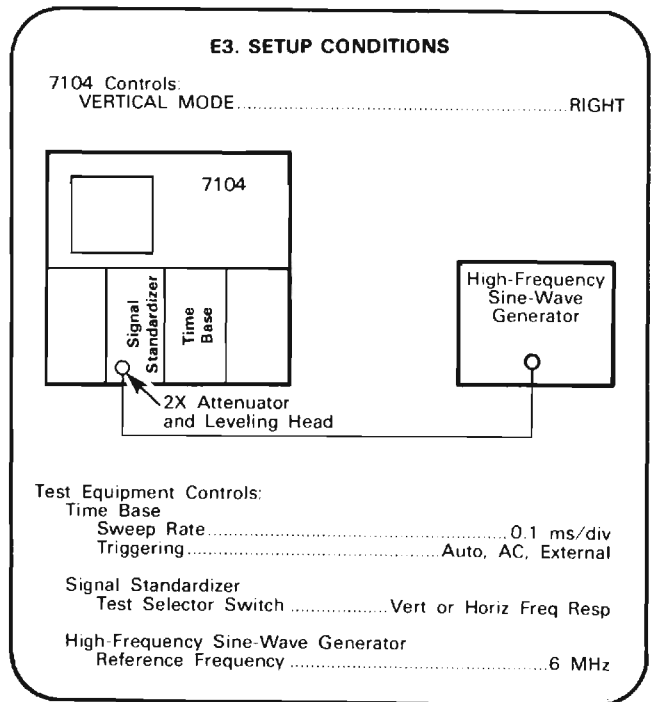 E3. SETUP CONDITIONS
7104 Controls:
VERTICAL MODE.....RIGHT
7104
Signal
Standardizer
Time
Base
High-Frequency
Sine-Wave
Generator
2X Attenuator
and Leveling Head
Test Equipment Controls:
Time Base
Sweep Rate.....0.1 ms/div
Triggering.....Auto, AC, External
Signal Standardizer
Test Selector Switch.....Vert or Horiz Freq Resp
High-Frequency Sine-Wave Generator
Reference Frequency.....6 MHz